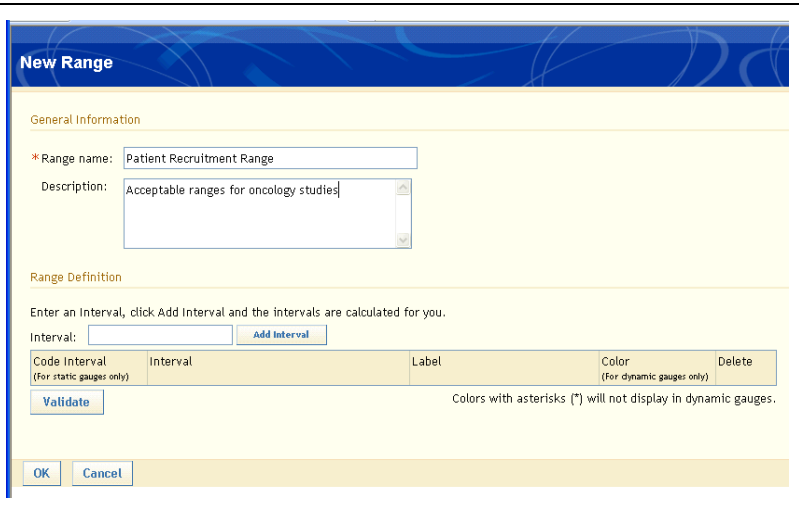 New Range
General Information
* Range name: Patient Recruitment Range
Description: Acceptable ranges for oncology studies
Range Definition
Enter an Interval, click Add Interval and the intervals are calculated for you.
Interval: Add Interval
Code Interval Interval Label Color Delete
(For static gauges only) (For dynamic gauges only)
Validate Colors with asterisks (*) will not display in dynamic gauges.
OK Cancel